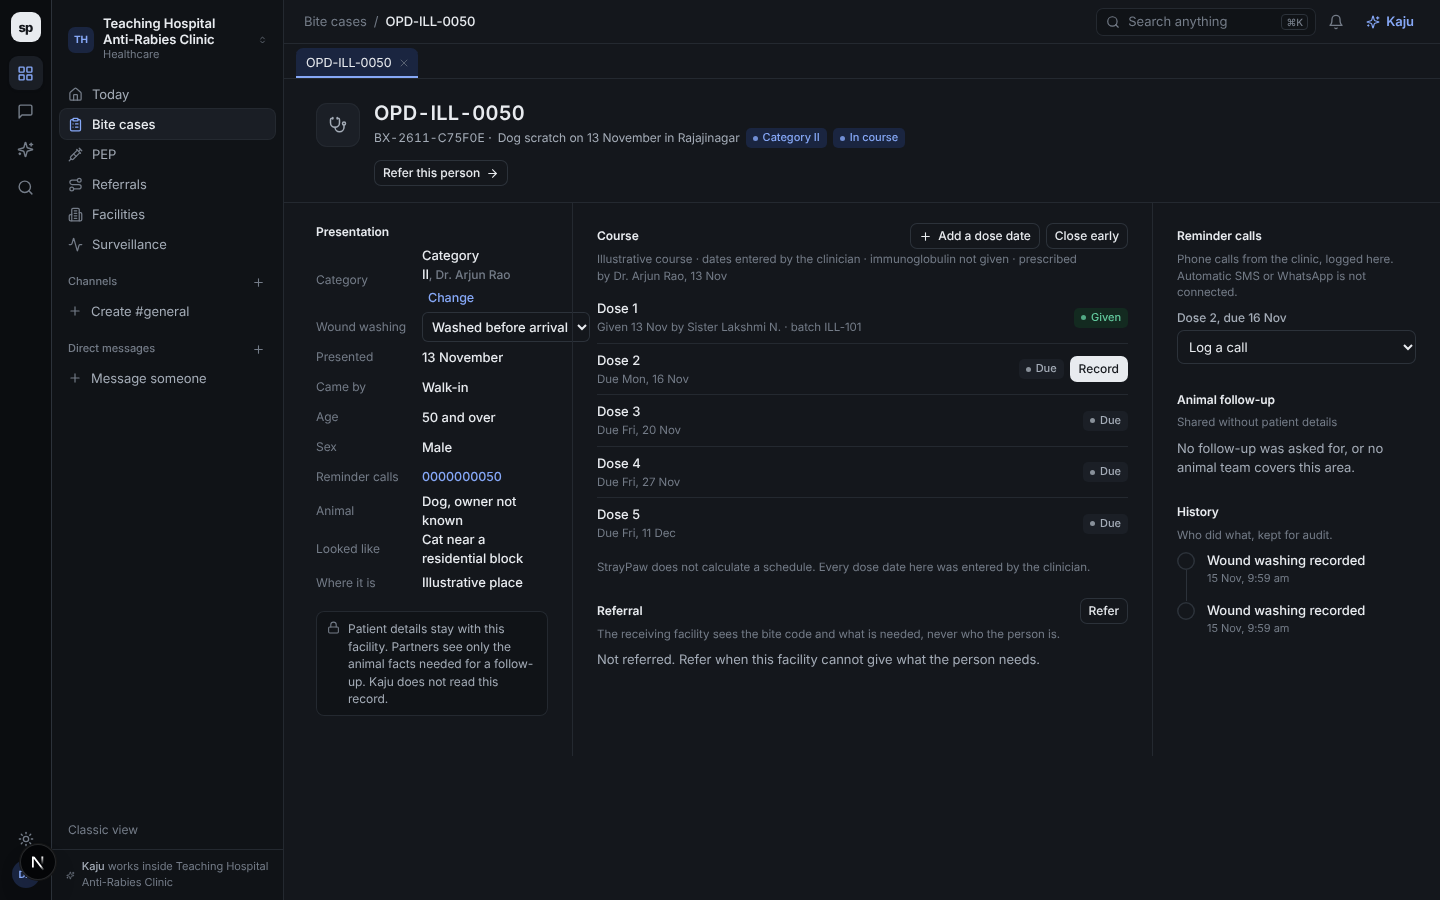 sp
TH
Teaching Hospital
Anti-Rabies Clinic
Healthcare
Today
Bite cases
PEP
Referrals
Facilities
Surveillance
Channels
Create #general
Direct messages
Message someone
Classic view
Kaju works inside Teaching Hospital
Anti-Rabies Clinic
N
Bite cases / OPD-ILL-0050
Search anything ⌘K
Kaju
OPD-ILL-0050 ×
OPD-ILL-0050
BX-2611-C75F0E · Dog scratch on 13 November in Rajajinagar Category II In course
Refer this person →
Presentation
Category
Category
II, Dr. Arjun Rao
Change
Wound washing Washed before arrival
Presented 13 November
Came by Walk-in
Age 50 and over
Sex Male
Reminder calls 0000000050
Animal Dog, owner not
known
Looked like Cat near a
residential block
Where it is Illustrative place
Patient details stay with this
facility. Partners see only the
animal facts needed for a follow-
up. Kaju does not read this
record.
Course + Add a dose date Close early
Illustrative course · dates entered by the clinician · immunoglobulin not given · prescribed
by Dr. Arjun Rao, 13 Nov
Dose 1
Given 13 Nov by Sister Lakshmi N. · batch ILL-101
Given
Dose 2
Due Mon, 16 Nov
Due Record
Dose 3
Due Fri, 20 Nov
Due
Dose 4
Due Fri, 27 Nov
Due
Dose 5
Due Fri, 11 Dec
Due
StrayPaw does not calculate a schedule. Every dose date here was entered by the clinician.
Referral Refer
The receiving facility sees the bite code and what is needed, never who the person is.
Not referred. Refer when this facility cannot give what the person needs.
Reminder calls
Phone calls from the clinic, logged here.
Automatic SMS or WhatsApp is not
connected.
Dose 2, due 16 Nov
Log a call
Animal follow-up
Shared without patient details
No follow-up was asked for, or no
animal team covers this area.
History
Who did what, kept for audit.
Wound washing recorded
15 Nov, 9:59 am
Wound washing recorded
15 Nov, 9:59 am